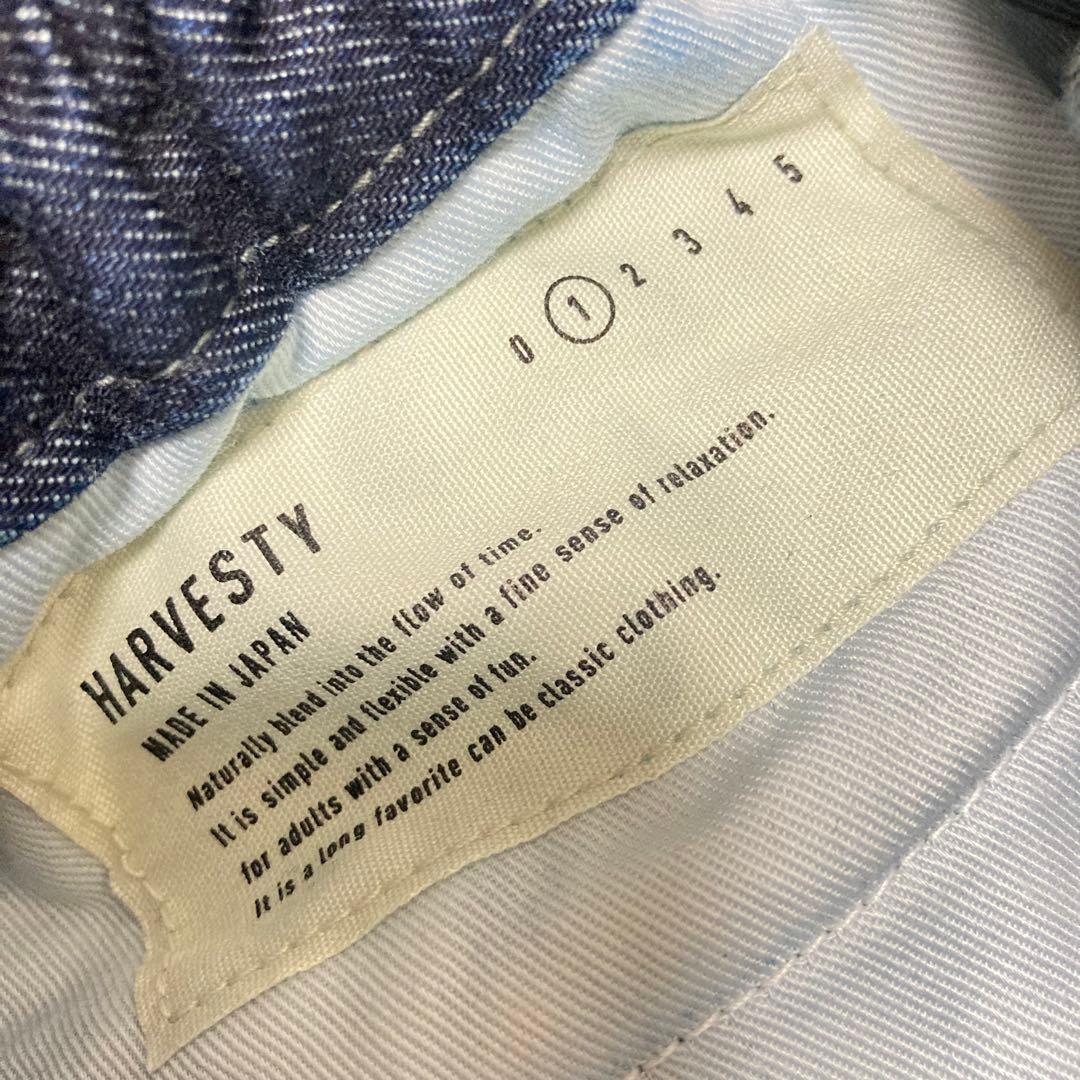 0 1 2 3 4 5
HARVESTY
MADE IN JAPAN
Naturally blend into the flow of time.
It is simple and flexible with a fine sense of relaxation.
for adults with a sense of fun.
It is a long favorite can be classic clothing.